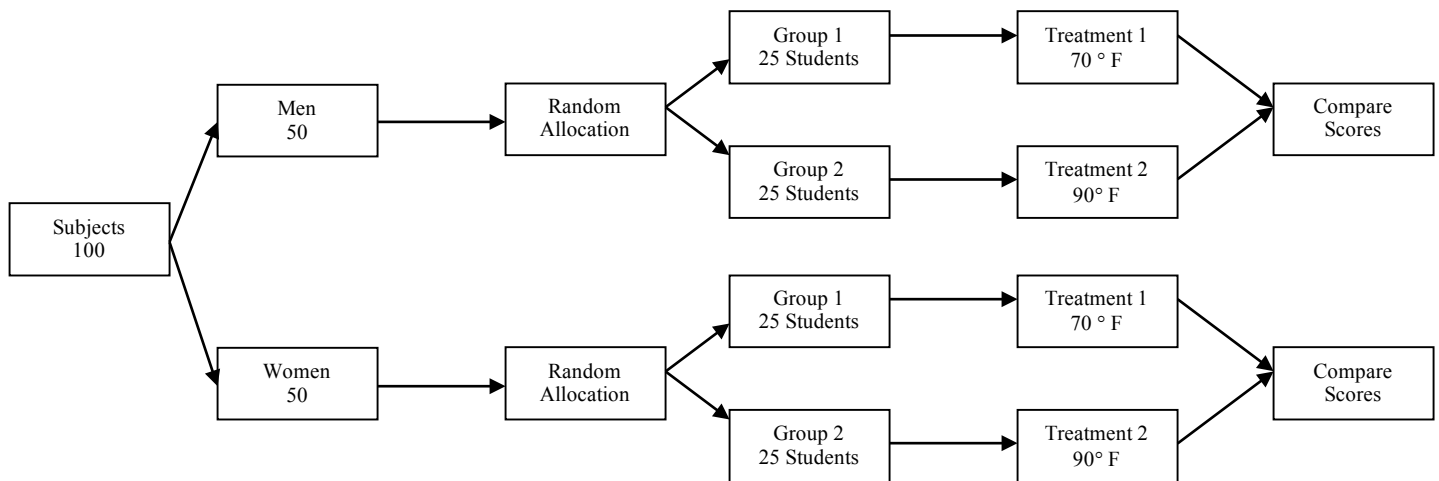 Subjects
100
Men
50
Random
Allocation
Group 1
25 Students
Treatment 1
70 ° F
Group 2
25 Students
Treatment 2
90° F
Compare
Scores
Women
50
Random
Allocation
Group 1
25 Students
Treatment 1
70 ° F
Group 2
25 Students
Treatment 2
90° F
Compare
Scores